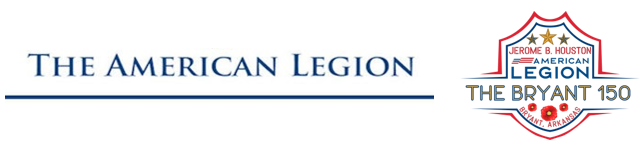 THE AMERICAN LEGION
JEROME B. HOUSTON
AMERICAN
LEGION
THE BRYANT 150
BRYANT, ARKANSAS